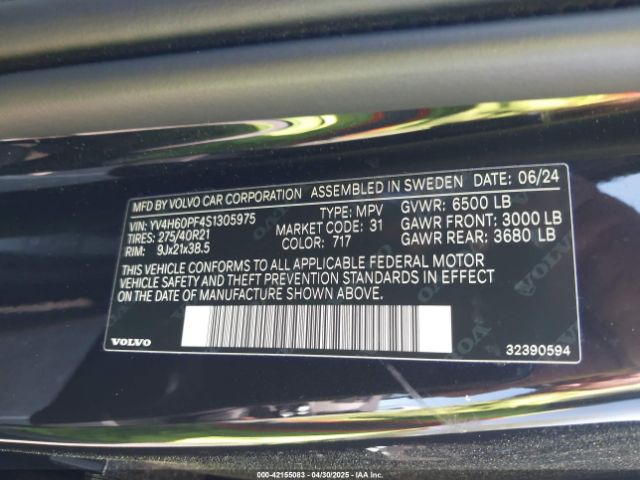 MFD BY VOLVO CAR CORPORATION ASSEMBLED IN SWEDEN DATE: 06/24
VIN: YV4H60PF4S1305975 TYPE: MPV GVWR: 6500 LB
TIRES: 275/40R21 MARKET CODE: 31 GAWR FRONT: 3000 LB
RIM: 9Jx21x38.5 COLOR: 717 GAWR REAR: 3680 LB
THIS VEHICLE CONFORMS TO ALL APPLICABLE FEDERAL MOTOR
VEHICLE SAFETY AND THEFT PREVENTION STANDARDS IN EFFECT
ON THE DATE OF MANUFACTURE SHOWN ABOVE.
VOLVO 32390594
000-42155083 - 04/30/2025 - IAA Inc.